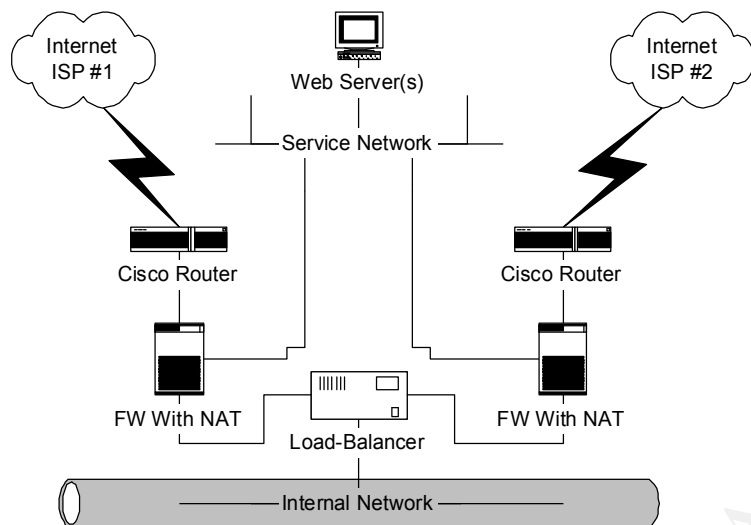 Internet
ISP #1
Internet
ISP #2
Web Server(s)
Service Network
Cisco Router
Cisco Router
FW With NAT
FW With NAT
Load-Balancer
Internal Network